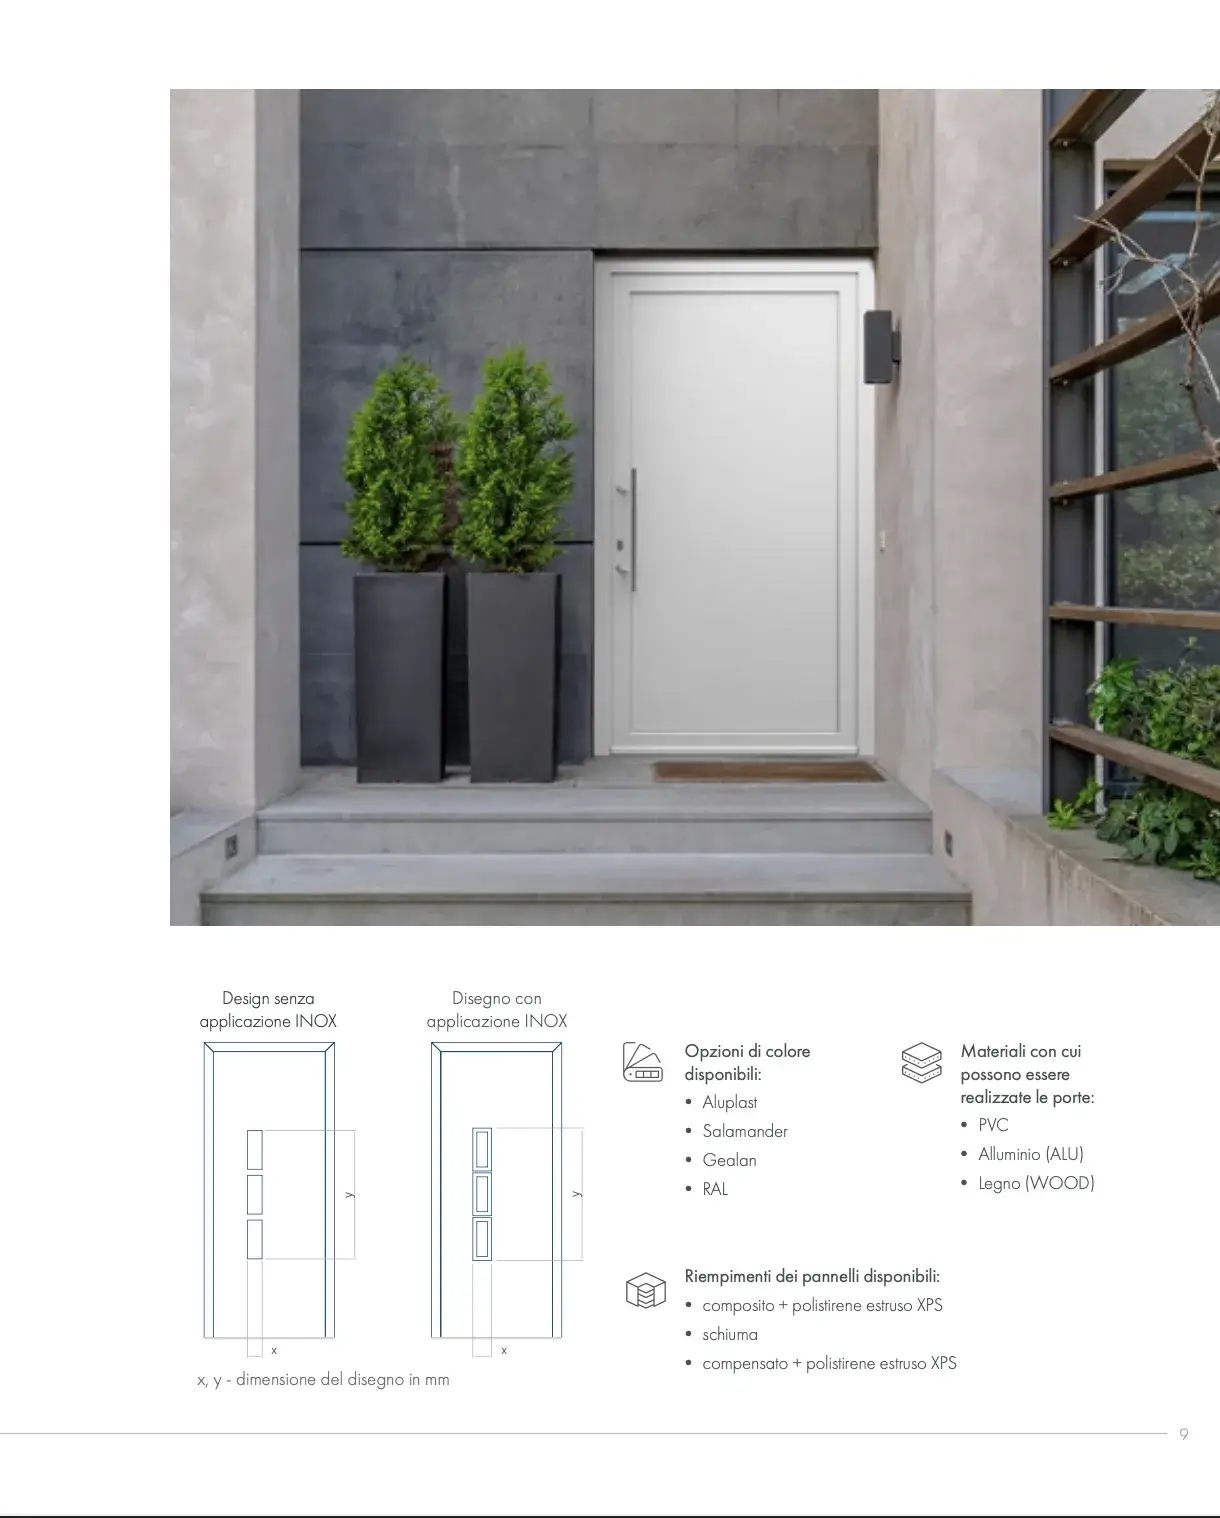 Design senza
applicazione INOX
Disegno con
applicazione INOX
y
x
y
x
x, y - dimensione del disegno in mm
Opzioni di colore
disponibili:
• Aluplast
• Salamander
• Gealan
• RAL
Materiali con cui
possono essere
realizzate le porte:
• PVC
• Alluminio (ALU)
• Legno (WOOD)
Riempimenti dei pannelli disponibili:
• composito + polistirene estruso XPS
• schiuma
• compensato + polistirene estruso XPS
9